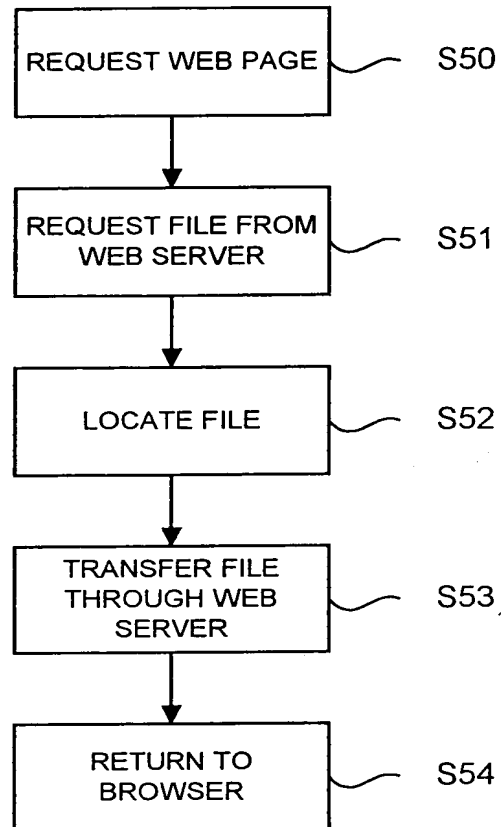 REQUEST WEB PAGE
S50
REQUEST FILE FROM
WEB SERVER
S51
LOCATE FILE
S52
TRANSFER FILE
THROUGH WEB
SERVER
S53
RETURN TO
BROWSER
S54